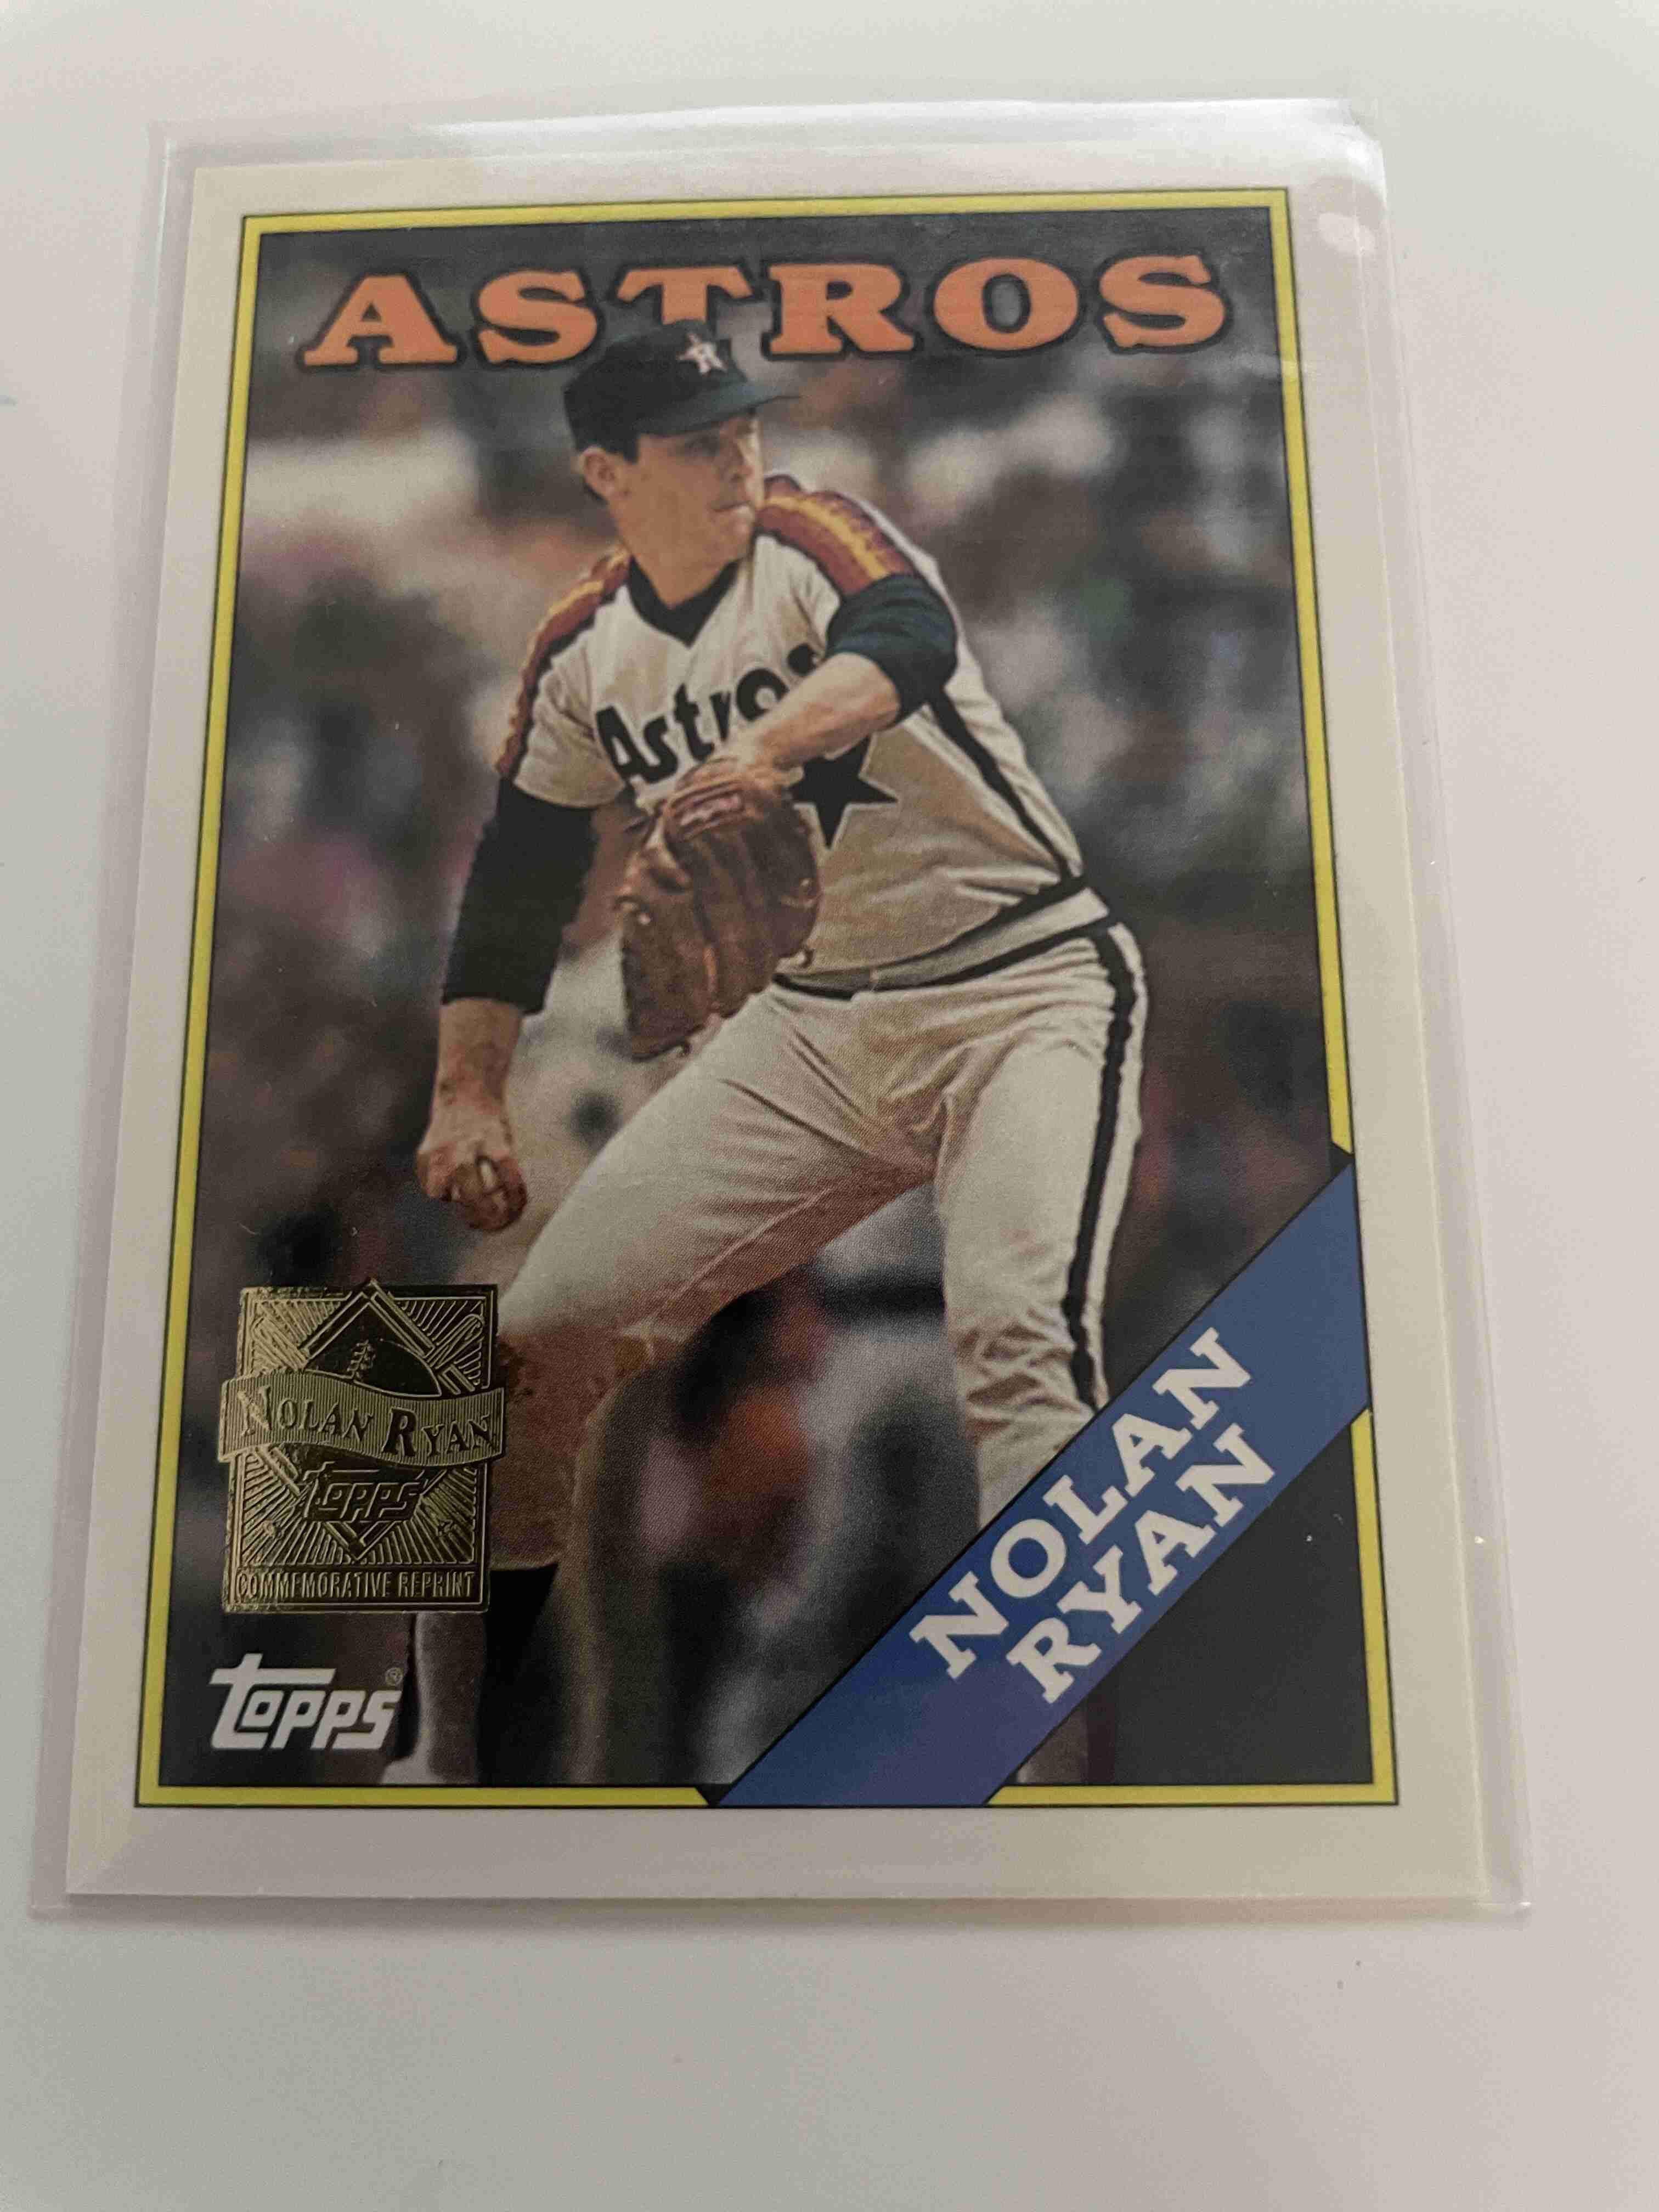 ASTROS
Astros
NOLAN RYAN
TOPPS
COMMEMORATIVE REPRINT
Topps®
NOLAN
RYAN